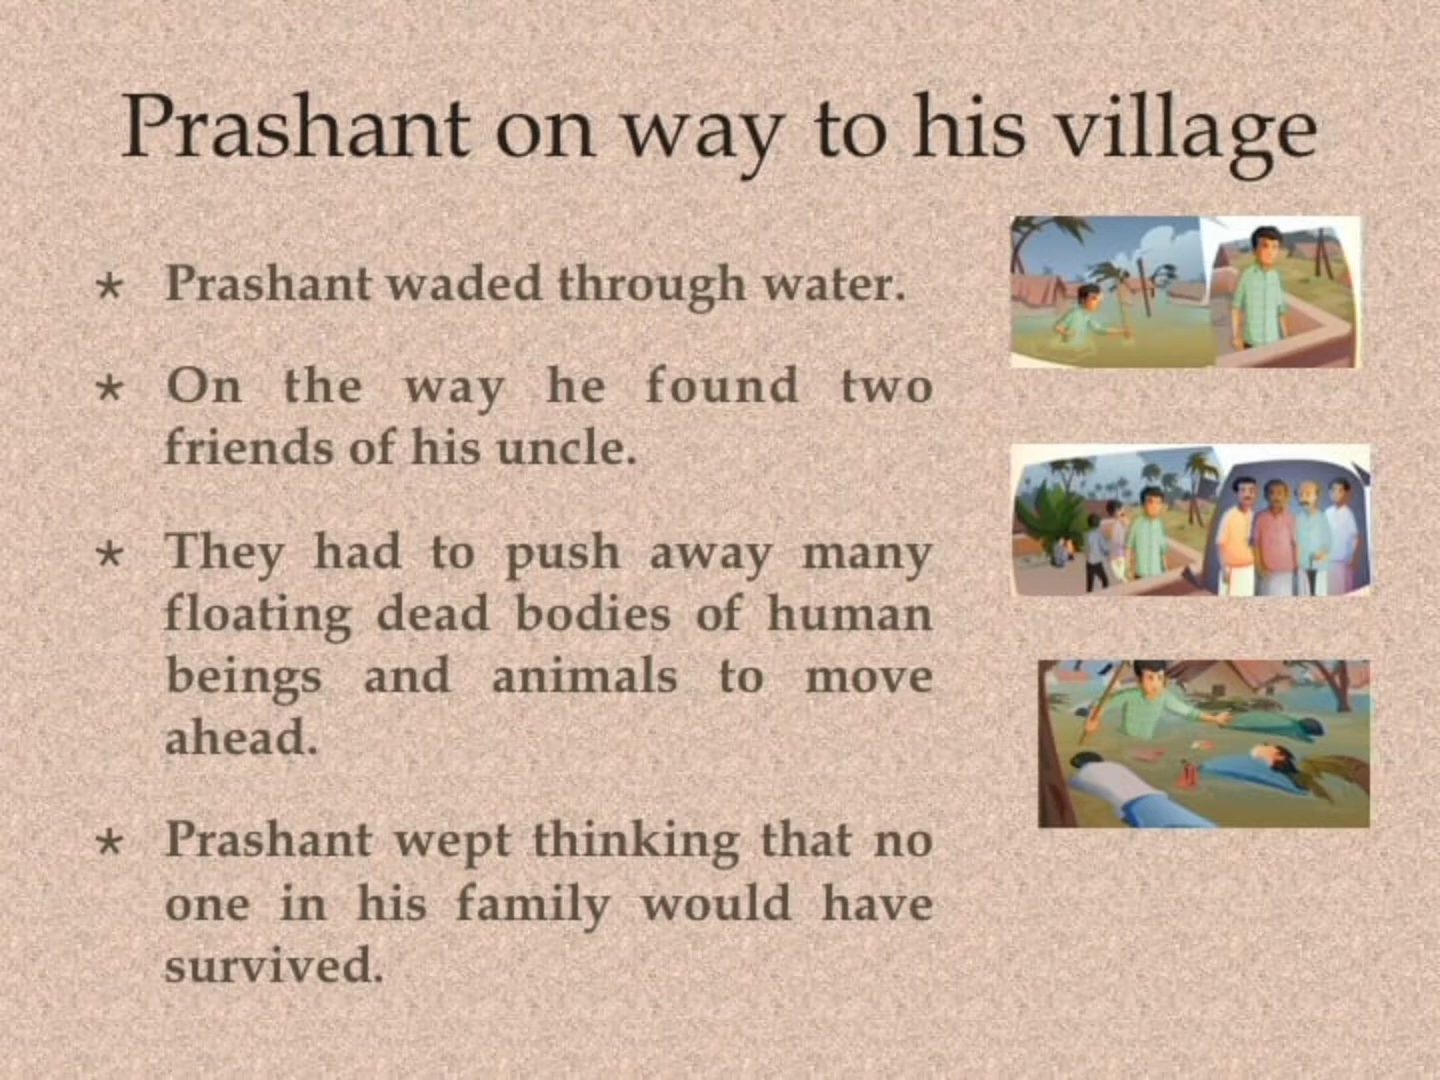 Prashant on way to his village
* Prashant waded through water.
* On the way he found two
friends of his uncle.
* They had to push away many
floating dead bodies of human
beings and animals to move
ahead.
* Prashant wept thinking that no
one in his family would have
survived.